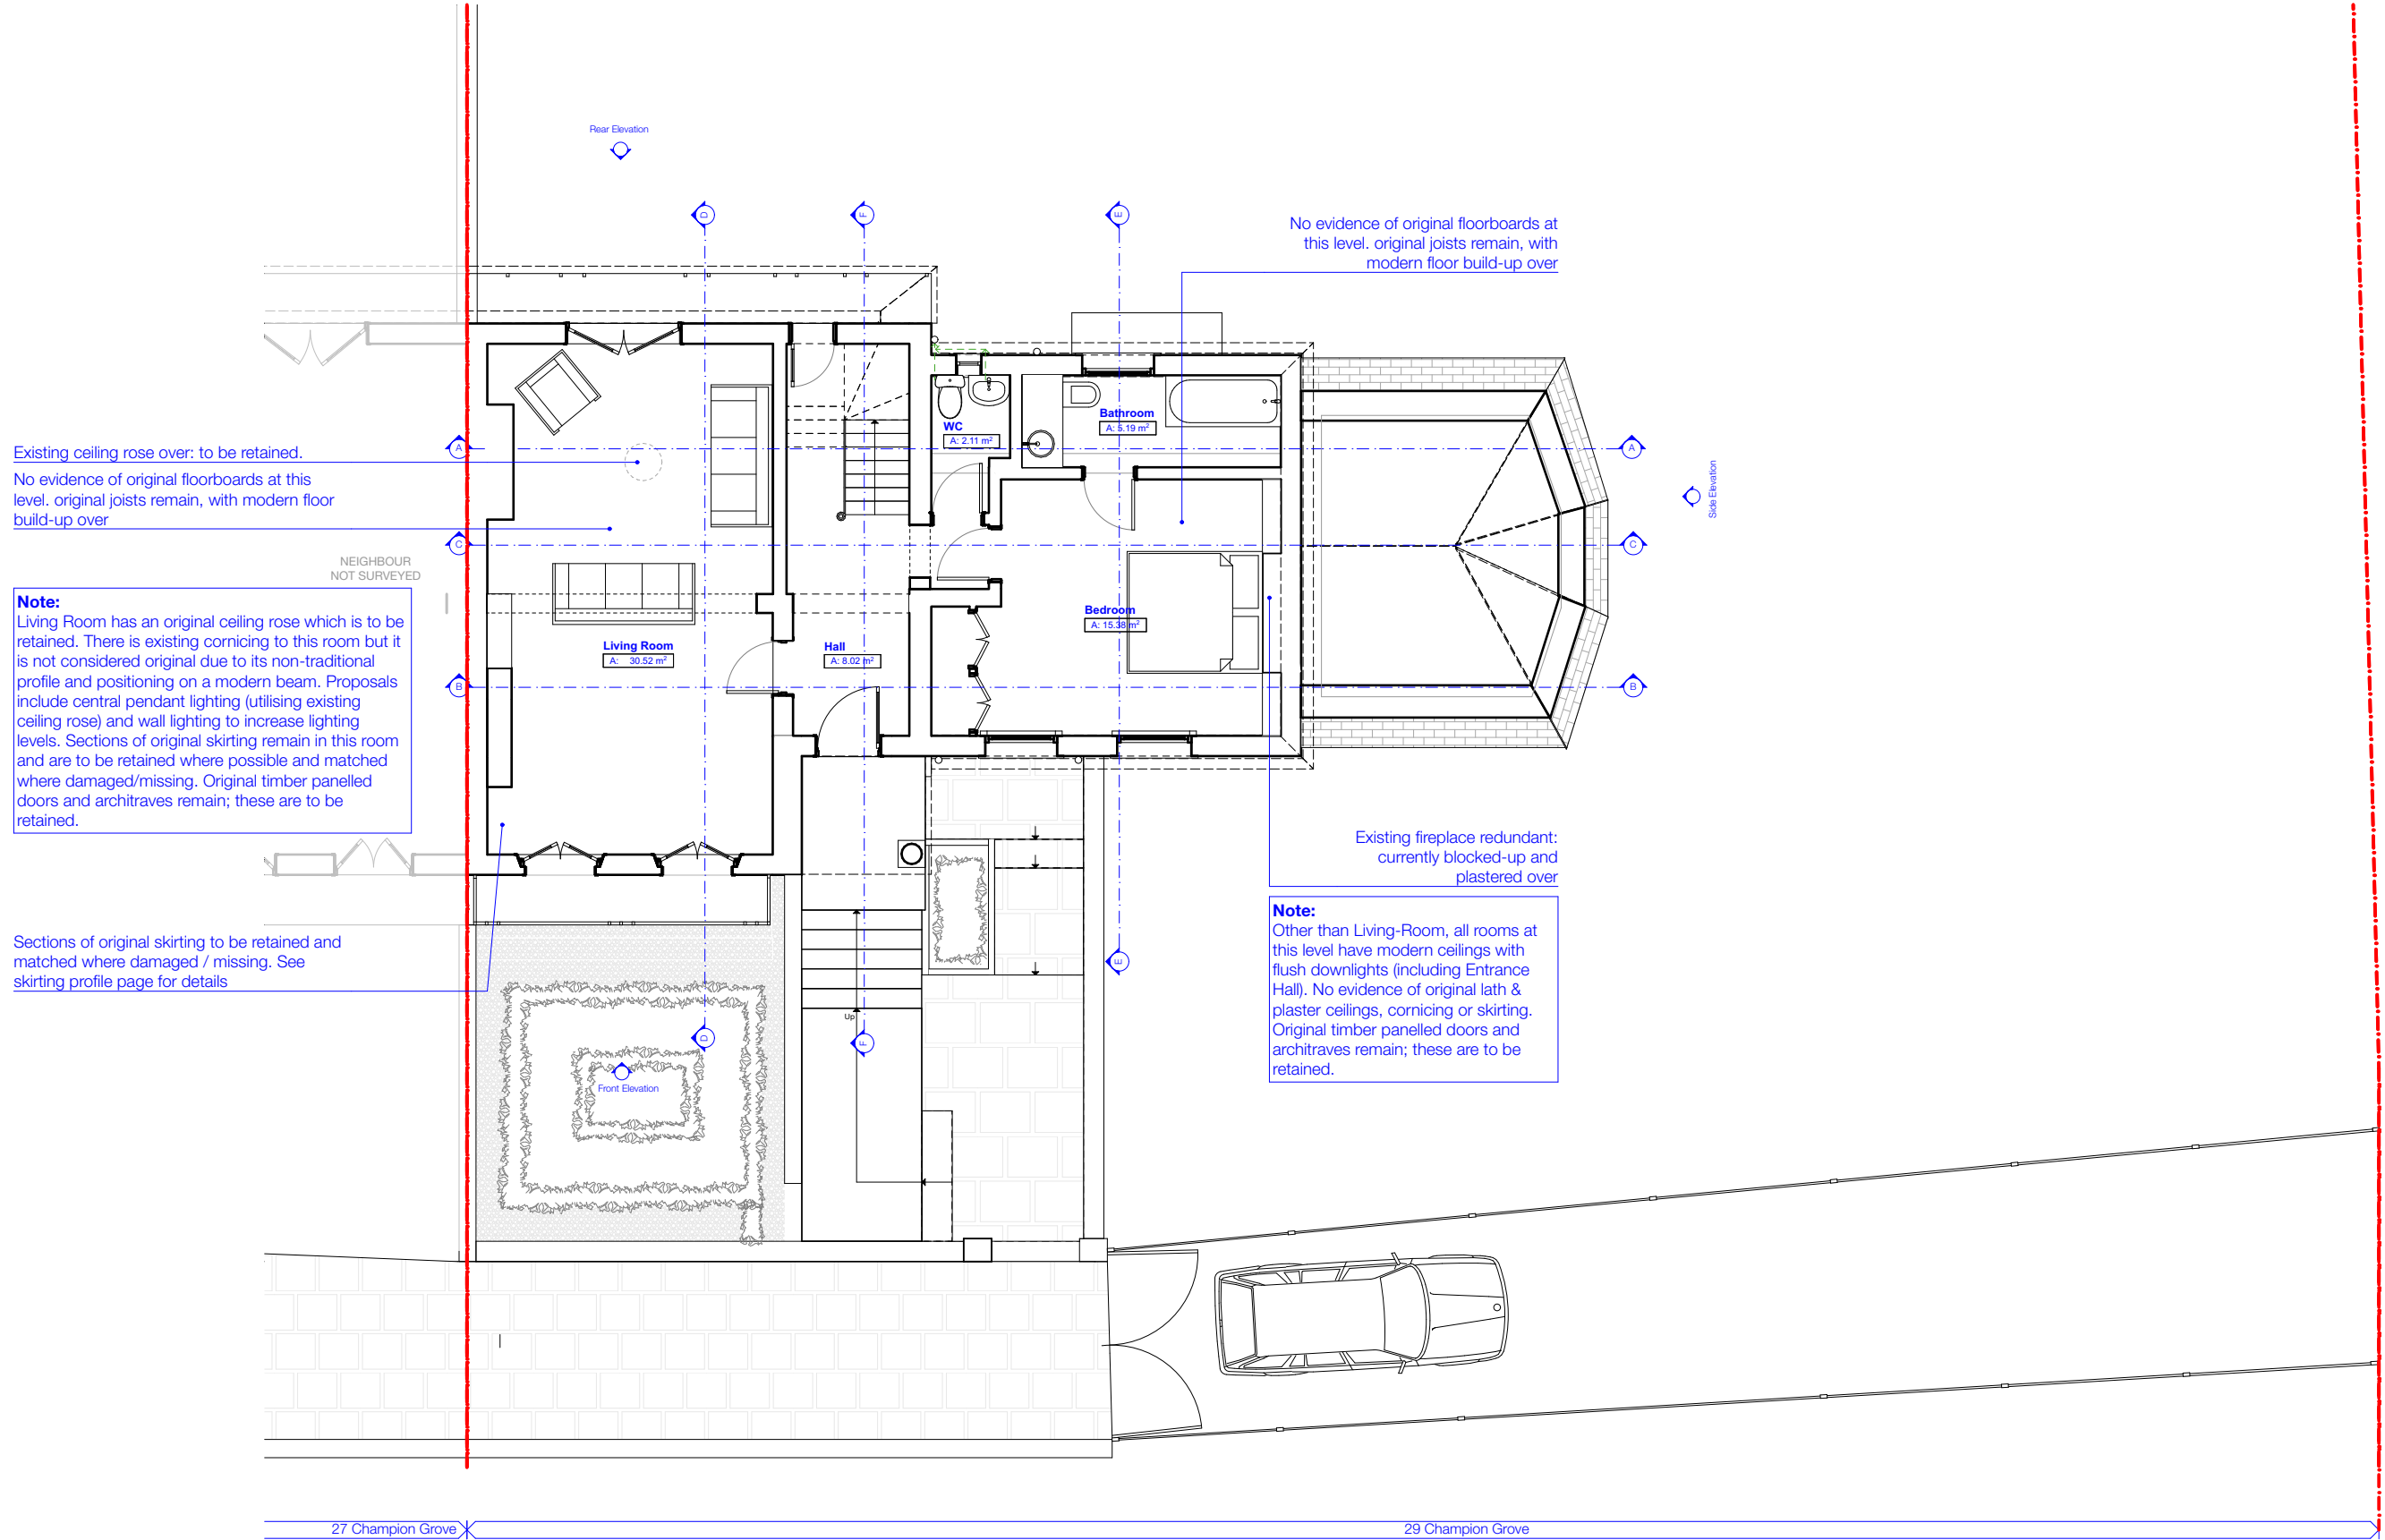 Rear Elevation
D
F
E
No evidence of original floorboards at
this level. original joists remain, with
modern floor build-up over
Existing ceiling rose over: to be retained.
No evidence of original floorboards at this
level. original joists remain, with modern floor
build-up over
NEIGHBOUR
NOT SURVEYED
Note:
Living Room has an original ceiling rose which is to be
retained. There is existing cornicing to this room but it
is not considered original due to its non-traditional
profile and positioning on a modern beam. Proposals
include central pendant lighting (utilising existing
ceiling rose) and wall lighting to increase lighting
levels. Sections of original skirting remain in this room
and are to be retained where possible and matched
where damaged/missing. Original timber panelled
doors and architraves remain; these are to be
retained.
Sections of original skirting to be retained and
matched where damaged / missing. See
skirting profile page for details
A
C
B
Living Room
A: 30.52 m²
Hall
A: 8.02 m²
WC
A: 2.11 m²
Bathroom
A: 5.19 m²
Bedroom
A: 15.38 m²
A
C
B
Side Elevation
Existing fireplace redundant:
currently blocked-up and
plastered over
Note:
Other than Living-Room, all rooms at
this level have modern ceilings with
flush downlights (including Entrance
Hall). No evidence of original lath &
plaster ceilings, cornicing or skirting.
Original timber panelled doors and
architraves remain; these are to be
retained.
E
Up
D
F
Front Elevation
27 Champion Grove
29 Champion Grove